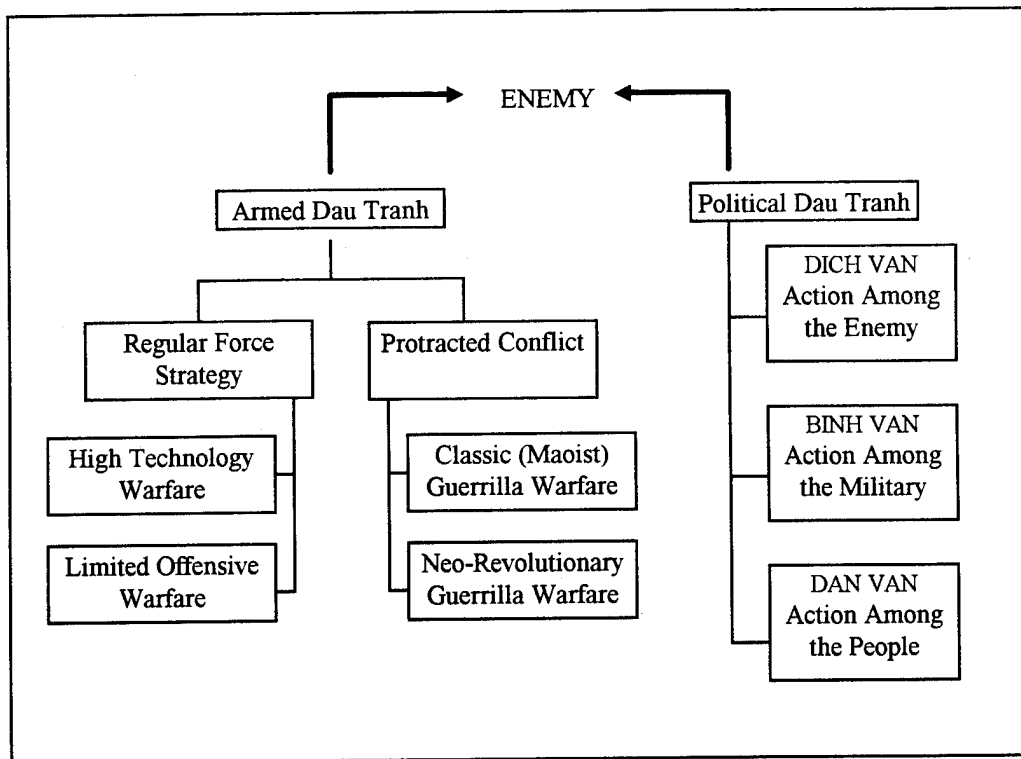 ENEMY
Armed Dau Tranh
Political Dau Tranh
Regular Force
Strategy
Protracted Conflict
High Technology
Warfare
Limited Offensive
Warfare
Classic (Maoist)
Guerrilla Warfare
Neo-Revolutionary
Guerrilla Warfare
DICH VAN
Action Among
the Enemy
BINH VAN
Action Among
the Military
DAN VAN
Action Among
the People